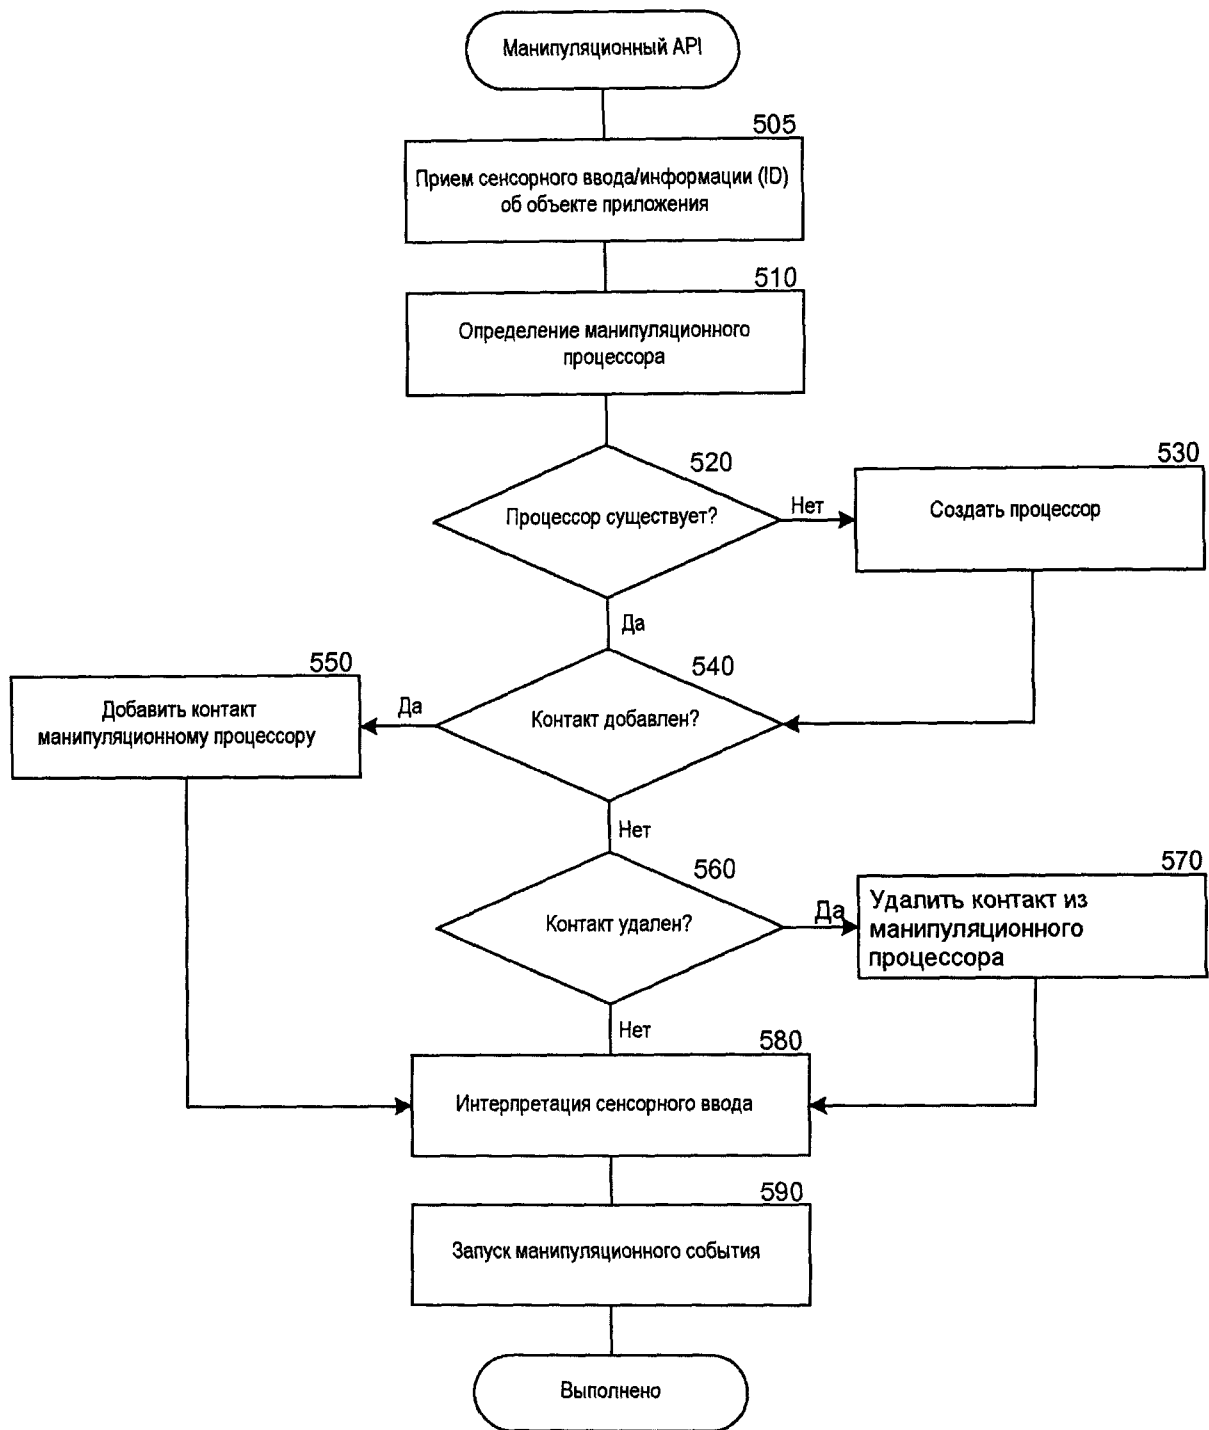 Манипуляционный API
505
Прием сенсорного ввода/информации (ID)
об объекте приложения
510
Определение манипуляционного
процессора
520
Процессор существует?
Нет
530
Создать процессор
Да
540
Контакт добавлен?
Да
550
Добавить контакт
манипуляционному процессору
Нет
560
Контакт удален?
Да
570
Удалить контакт из
манипуляционного
процессора
Нет
580
Интерпретация сенсорного ввода
590
Запуск манипуляционного события
Выполнено